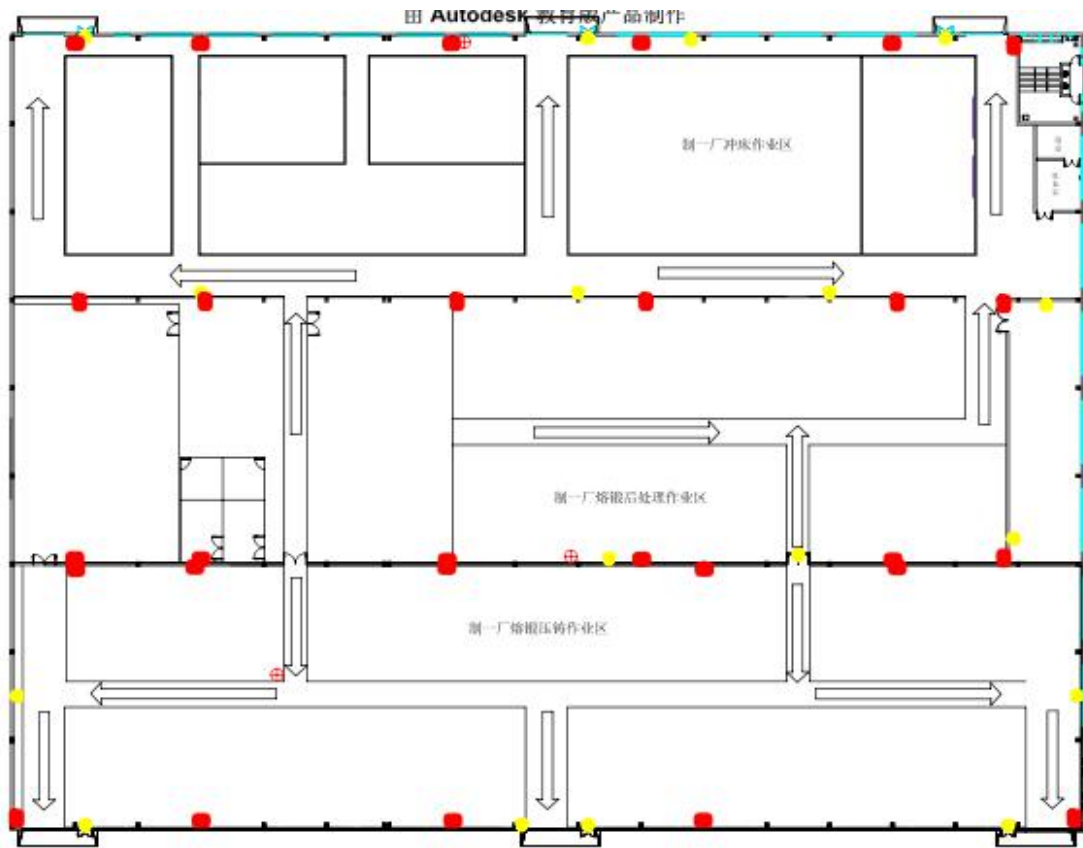 由 Autodesk 教育版产品制作
制一厂冲床作业区
制一厂熔锻后处理作业区
制一厂熔锻压铸作业区